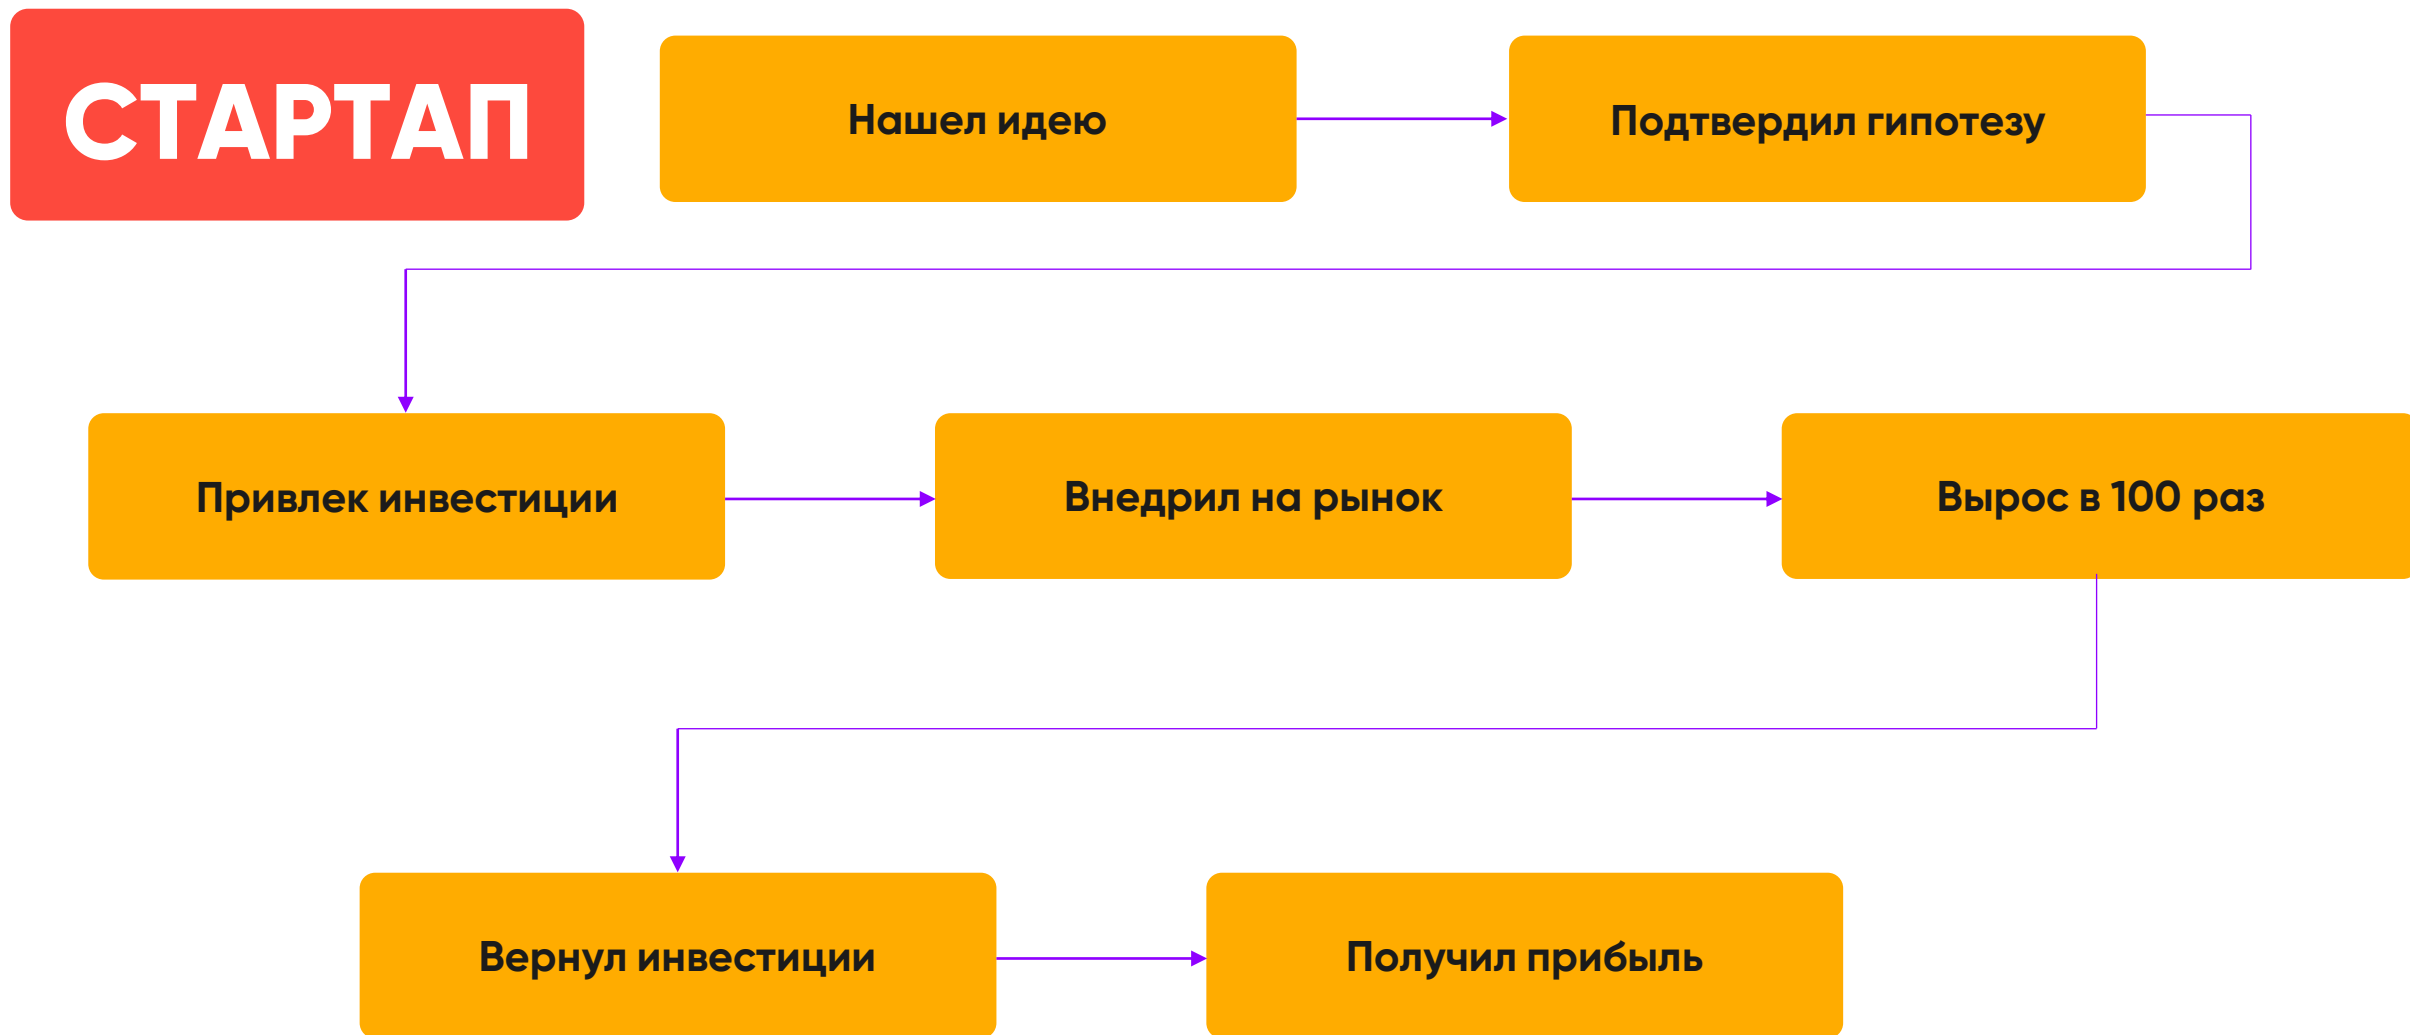 СТАРТАП
Нашел идею
Подтвердил гипотезу
Привлек инвестиции
Внедрил на рынок
Вырос в 100 раз
Вернул инвестиции
Получил прибыль